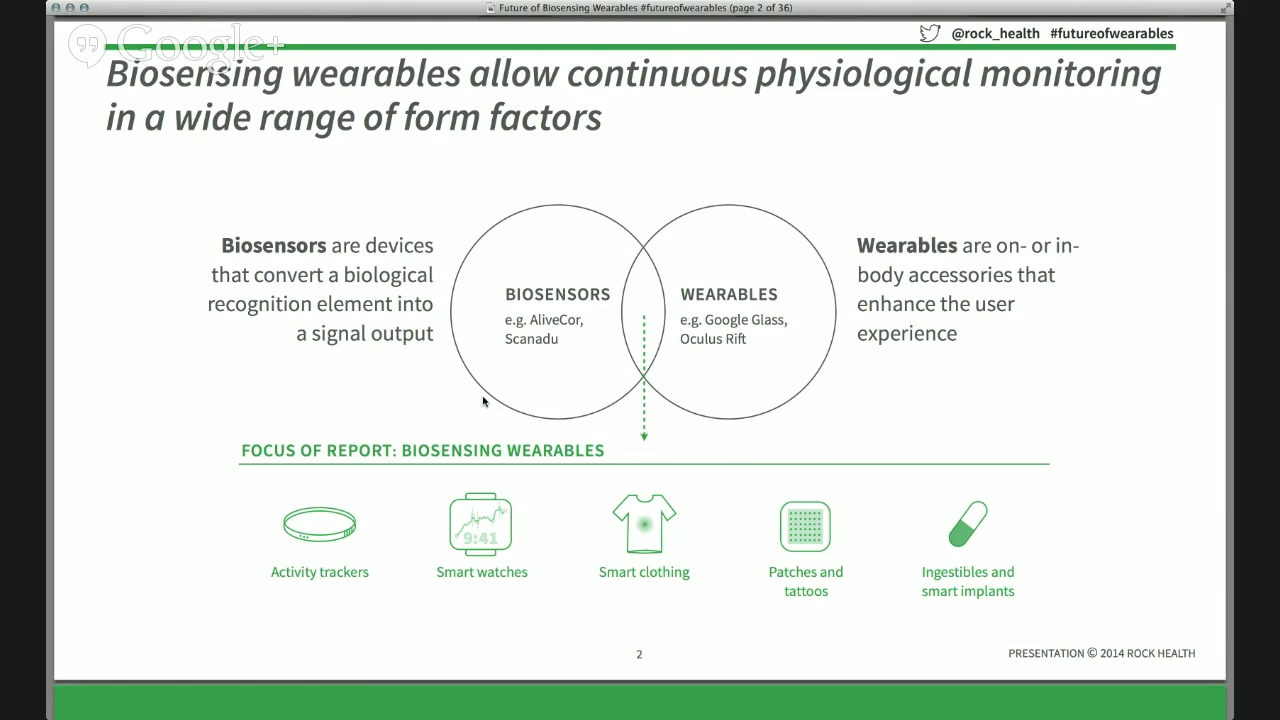 Future of Biosensing Wearables #futureofwearables (page 2 of 36)
Google+
@rock_health #futureofwearables
Biosensing wearables allow continuous physiological monitoring
in a wide range of form factors
Biosensors are devices
that convert a biological
recognition element into
a signal output
BIOSENSORS
e.g. AliveCor,
Scanadu
WEARABLES
e.g. Google Glass,
Oculus Rift
Wearables are on- or in-
body accessories that
enhance the user
experience
FOCUS OF REPORT: BIOSENSING WEARABLES
9:41
Activity trackers
Smart watches
Smart clothing
Patches and
tattoos
Ingestibles and
smart implants
2
PRESENTATION © 2014 ROCK HEALTH